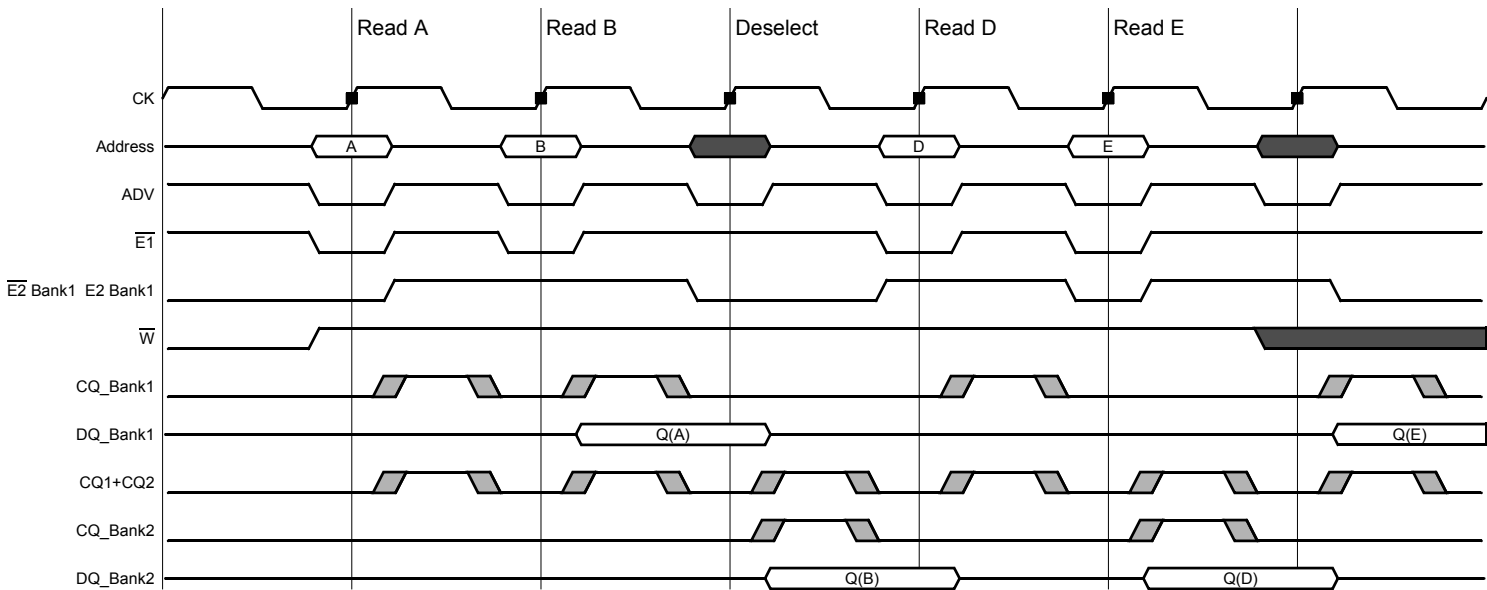 Read A Read B Deselect Read D Read E
CK
Address A B D E
ADV
E1
E2 Bank1 E2 Bank1
W
CQ_Bank1
DQ_Bank1 Q(A) Q(E)
CQ1+CQ2
CQ_Bank2
DQ_Bank2 Q(B) Q(D)